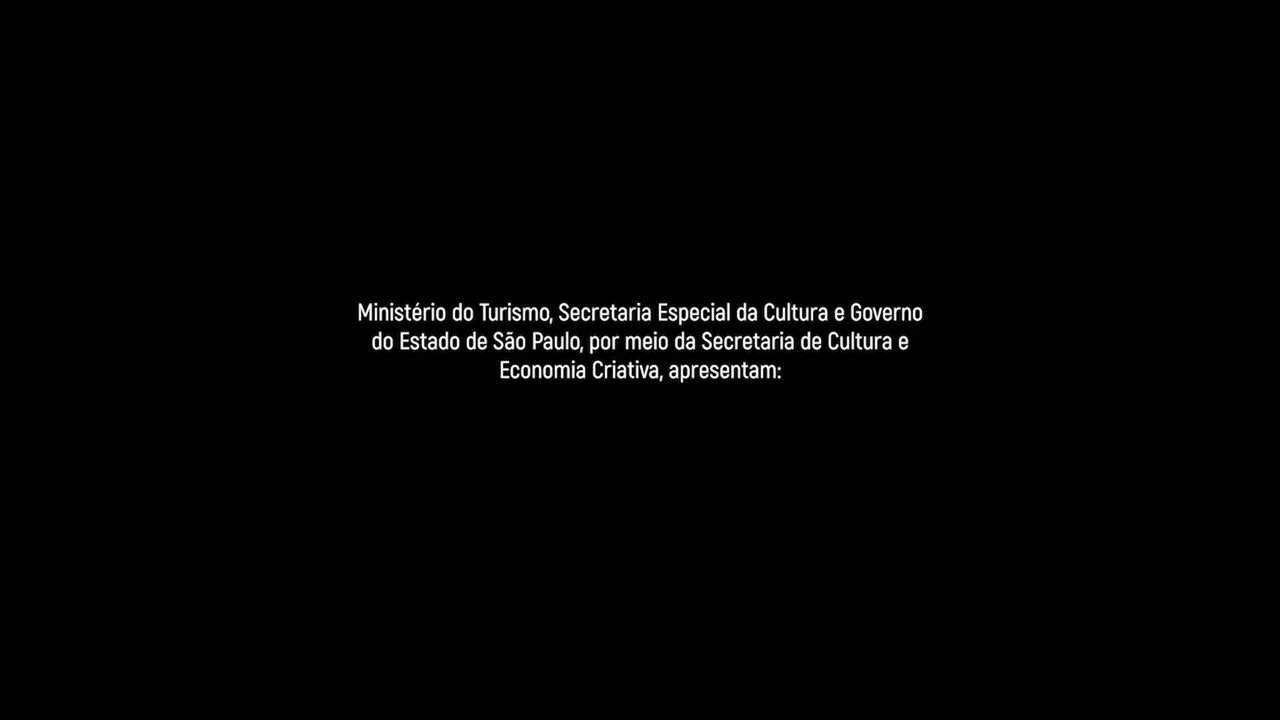 Ministério do Turismo, Secretaria Especial da Cultura e Governo
do Estado de São Paulo, por meio da Secretaria de Cultura e
Economia Criativa, apresentam: